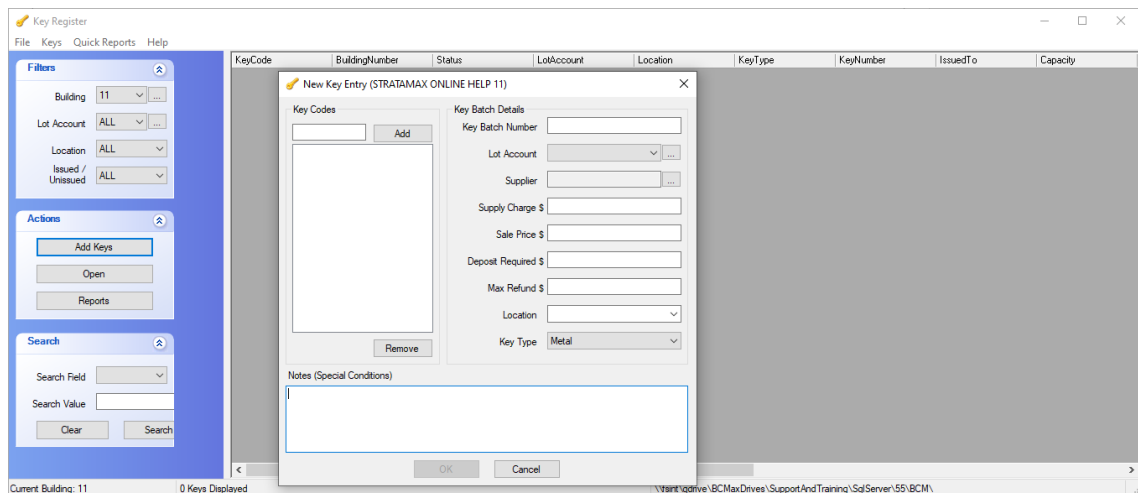 Key Register
File Keys Quick Reports Help
Filters
Building 11 ...
Lot Account ALL ...
Location ALL
Issued / Unissued ALL
Actions
Add Keys
Open
Reports
Search
Search Field
Search Value
Clear Search
KeyCode BuildingNumber Status LotAccount Location KeyType KeyNumber IssuedTo Capacity
New Key Entry (STRATAMAX ONLINE HELP 11)
Key Codes
Add
Remove
Key Batch Details
Key Batch Number
Lot Account ...
Supplier ...
Supply Charge $
Sale Price $
Deposit Required $
Max Refund $
Location
Key Type Metal
Notes (Special Conditions)
OK Cancel
Current Building: 11 0 Keys Displayed \\fsint\qdrive\BCMaxDrives\SupportAndTraining\SqlServer\55\BCM\